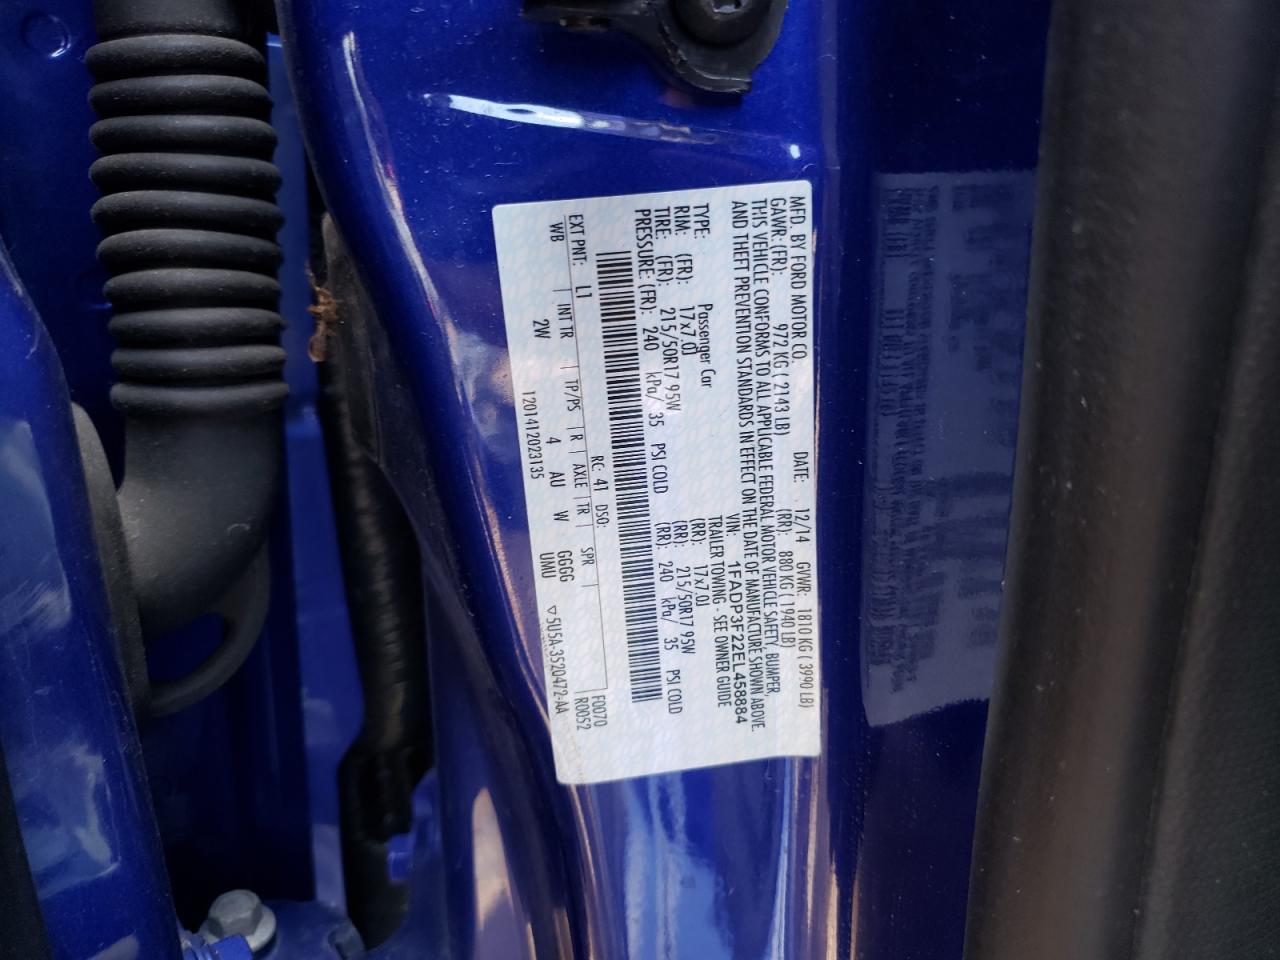 MFD. BY FORD MOTOR CO.
DATE: 12/14 GVWR: 1810 KG ( 3990 LB)
GAWR: (FR): 972 KG ( 2143 LB) (RR): 880 KG ( 1940 LB)
THIS VEHICLE CONFORMS TO ALL APPLICABLE FEDERAL MOTOR VEHICLE SAFETY, BUMPER,
AND THEFT PREVENTION STANDARDS IN EFFECT ON THE DATE OF MANUFACTURE SHOWN ABOVE.
VIN: 1FADP3F22EL458884
TYPE: Passenger Car TRAILER TOWING - SEE OWNER GUIDE
RIM: (FR): 17x7.0J (RR): 17x7.0J
TIRE: (FR): 215/50R17 95W (RR): 215/50R17 95W
PRESSURE: (FR): 240 kPa/ 35 PSI COLD (RR): 240 kPa/ 35 PSI COLD
RC: 41 DSO: F0070
EXT PNT: L1 R0052
WB | INT TR | TP/PS | R | AXLE | TR | SPR
2W 4 AU W GGGG
UMU
1201412023135 ▽5U5A-3520472-AA